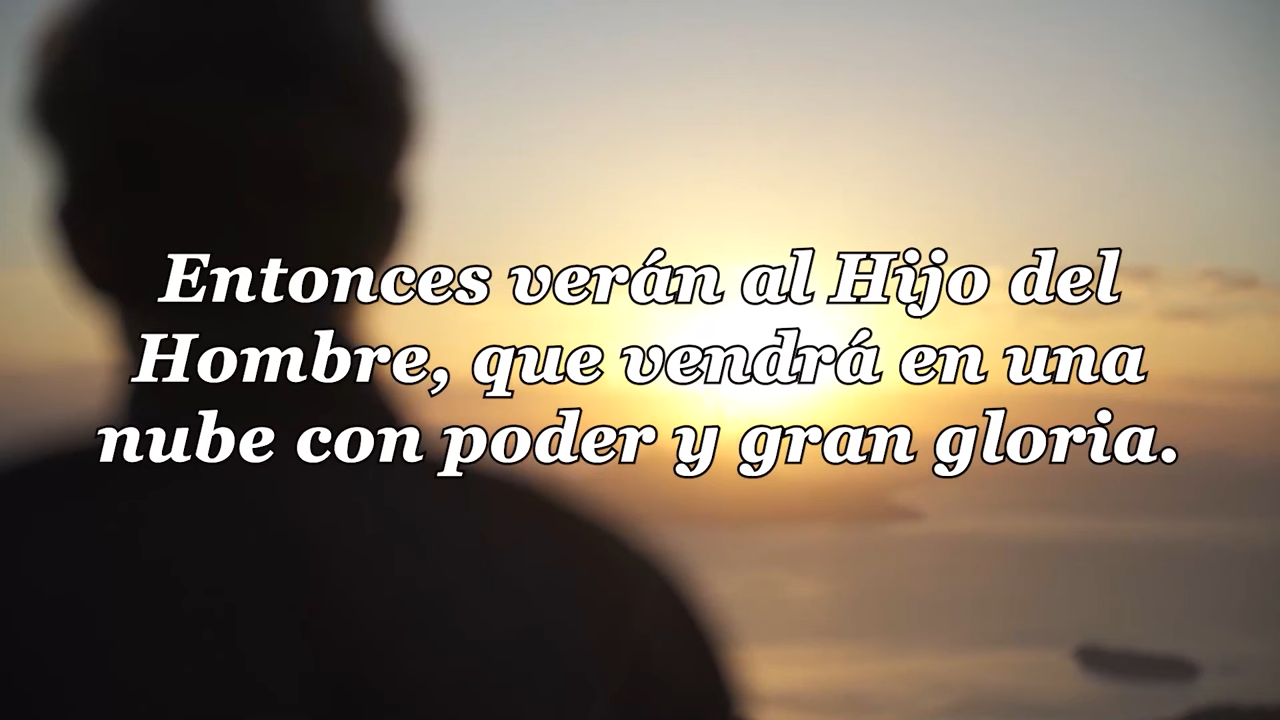 Entonces verán al Hijo del
Hombre, que vendrá en una
nube con poder y gran gloria.